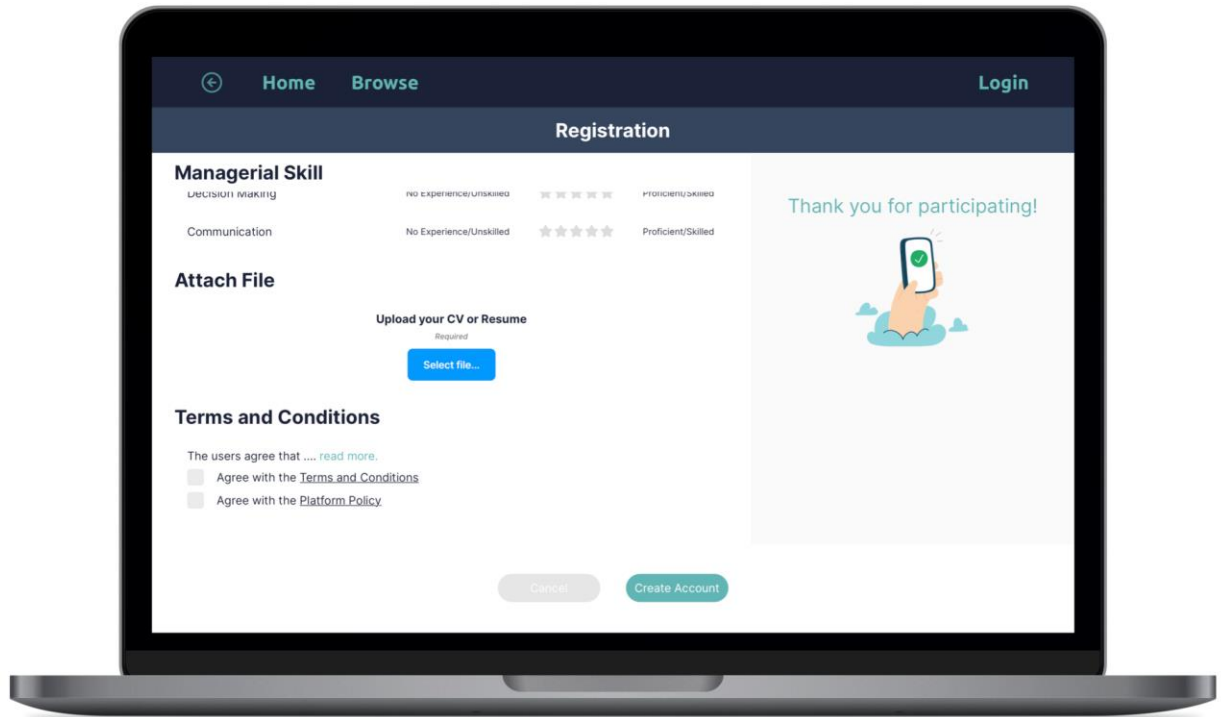 Home Browse Login
Registration
Managerial Skill
Decision Making No Experience/Unskilled Proficient/Skilled
Communication No Experience/Unskilled Proficient/Skilled
Attach File
Upload your CV or Resume
Required
Select file...
Terms and Conditions
The users agree that .... read more.
Agree with the Terms and Conditions
Agree with the Platform Policy
Cancel Create Account
Thank you for participating!